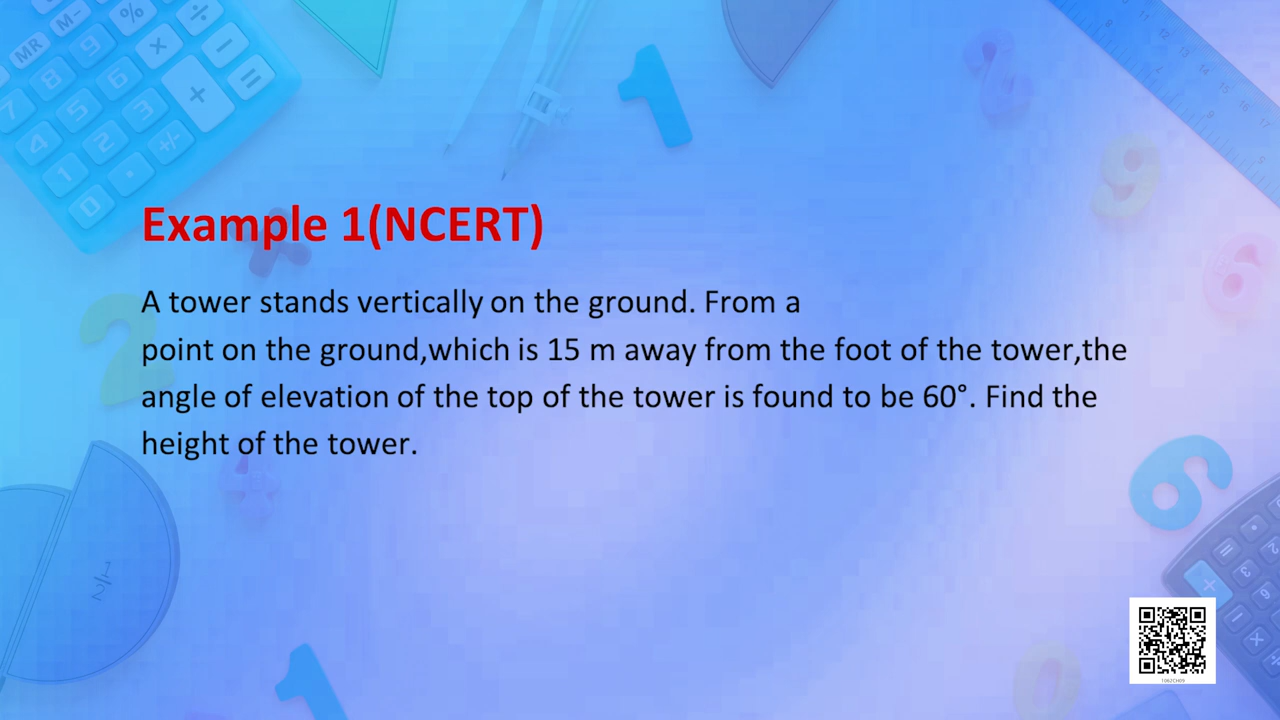 Example 1(NCERT)
A tower stands vertically on the ground. From a
point on the ground,which is 15 m away from the foot of the tower,the
angle of elevation of the top of the tower is found to be 60°. Find the
height of the tower.
1062CH09